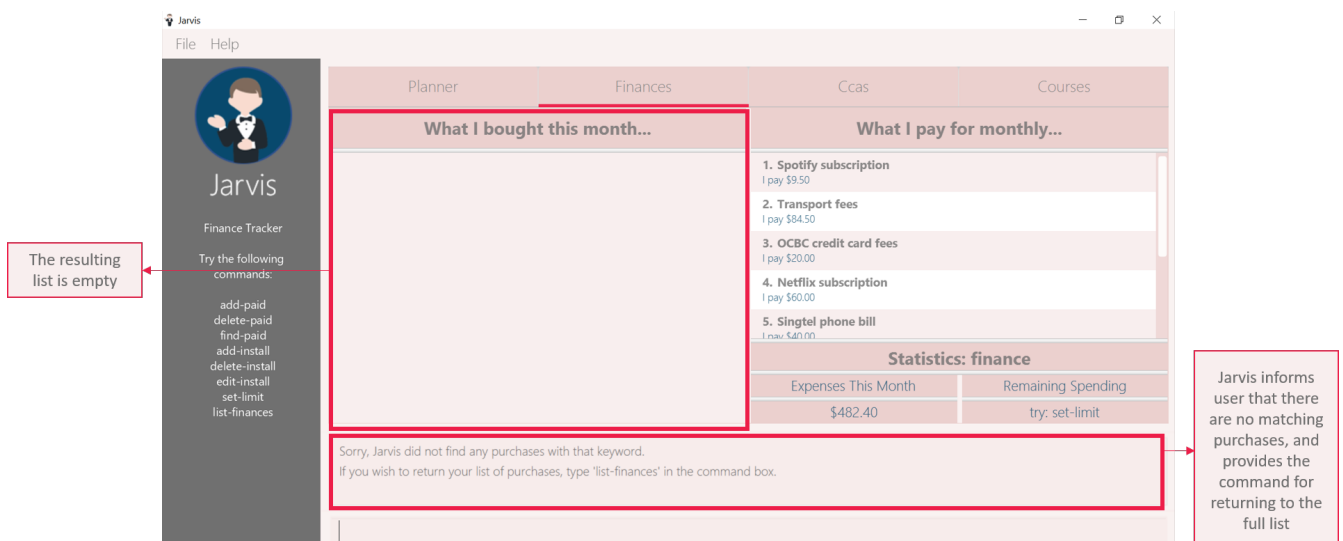 Jarvis
File Help
Planner
Finances
Ccas
Courses
Jarvis
Finance Tracker
Try the following
commands:
add-paid
delete-paid
find-paid
add-install
delete-install
edit-install
set-limit
list-finances
What I bought this month...
What I pay for monthly...
1. Spotify subscription
I pay $9.50
2. Transport fees
I pay $84.50
3. OCBC credit card fees
I pay $20.00
4. Netflix subscription
I pay $60.00
5. Singtel phone bill
I pay $40.00
Statistics: finance
Expenses This Month
Remaining Spending
$482.40
try: set-limit
Sorry, Jarvis did not find any purchases with that keyword.
If you wish to return your list of purchases, type 'list-finances' in the command box.
The resulting
list is empty
Jarvis informs
user that there
are no matching
purchases, and
provides the
command for
returning to the
full list